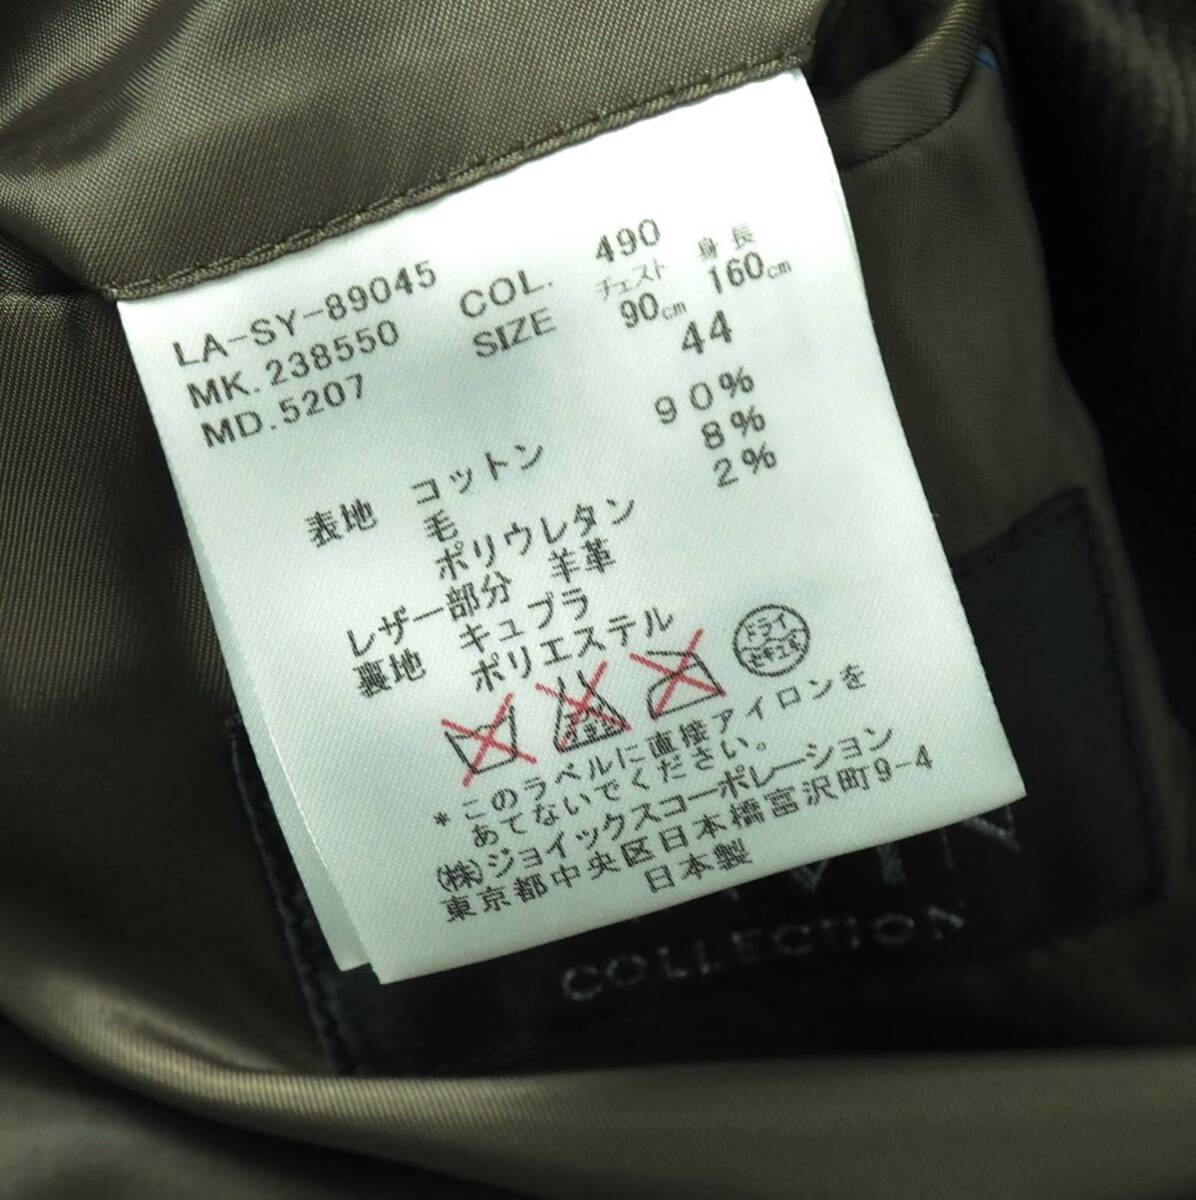 LA-SY-89045 COL. 490
MK.238550 SIZE チェスト 身長
MD.5207 90cm 160cm
44
表地 コットン 90%
毛 8%
ポリウレタン 2%
レザー部分 羊革
裏地 キュプラ
ポリエステル
ドライ
セキユ系
*このラベルに直接アイロンを
あてないでください。
(株)ジョイックスコーポレーション
東京都中央区日本橋富沢町9-4
日本製
COLLECTION